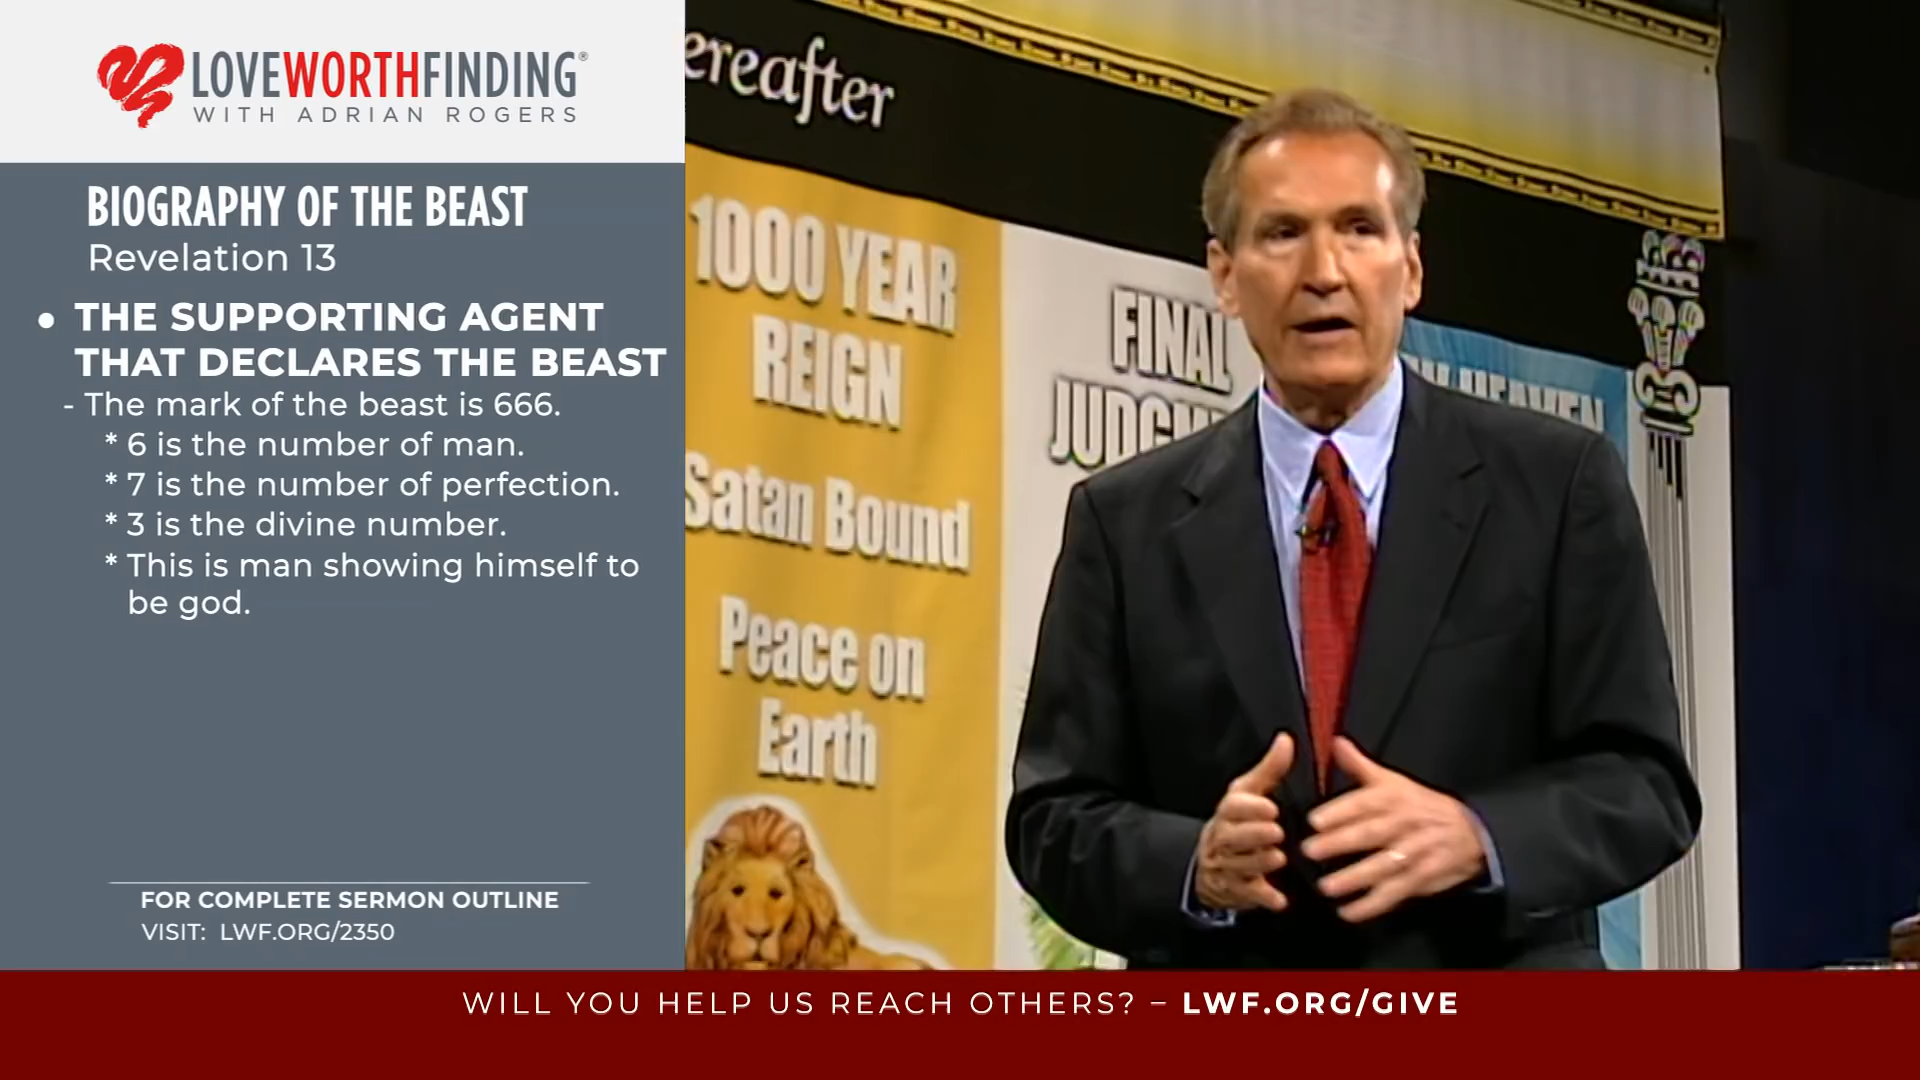 LOVEWORTHFINDING®
WITH ADRIAN ROGERS
BIOGRAPHY OF THE BEAST
Revelation 13
• THE SUPPORTING AGENT
THAT DECLARES THE BEAST
- The mark of the beast is 666.
* 6 is the number of man.
* 7 is the number of perfection.
* 3 is the divine number.
* This is man showing himself to
be god.
FOR COMPLETE SERMON OUTLINE
VISIT: LWF.ORG/2350
ereafter
1000 YEAR
REIGN
Satan Bound
Peace on
Earth
FINAL
HEAVEN
WILL YOU HELP US REACH OTHERS? – LWF.ORG/GIVE